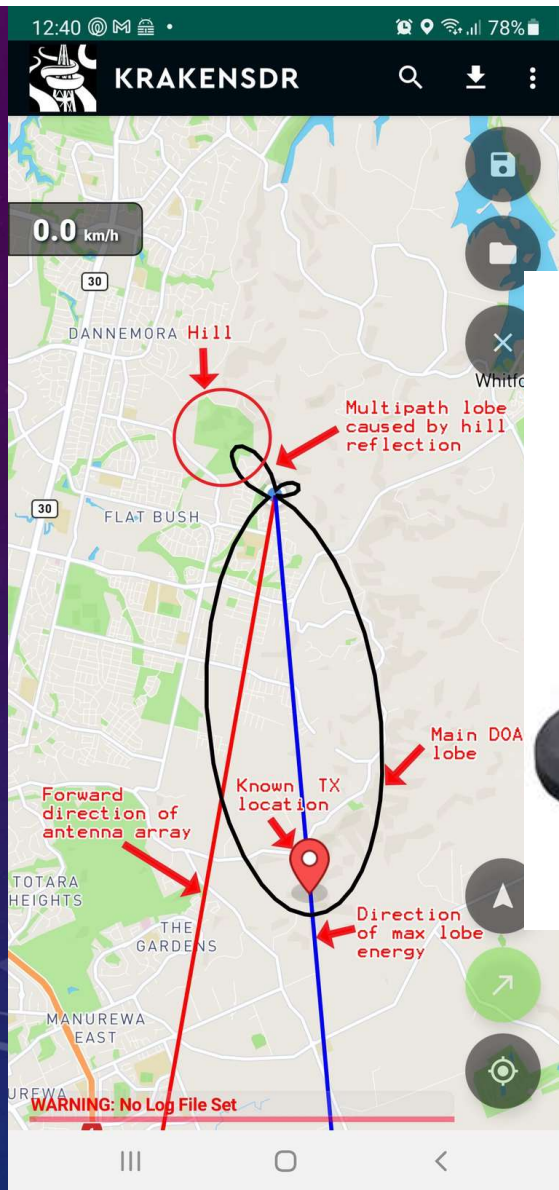 12:40
78%
KRAKENSDR
0.0 km/h
30
DANNEMORA
Hill
Whitfo
Multipath lobe
caused by hill
reflection
30
FLAT BUSH
Main DOA
lobe
Known TX
location
Forward
direction of
antenna array
TOTARA
HEIGHTS
THE
GARDENS
Direction
of max lobe
energy
MANUREWA
EAST
UREWA
WARNING: No Log File Set